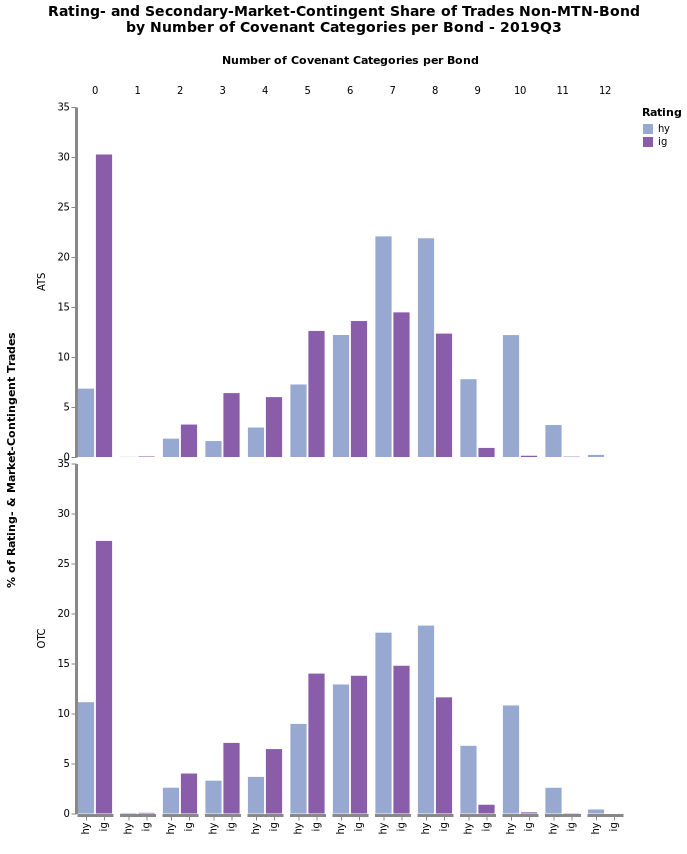 Rating- and Secondary-Market-Contingent Share of Trades Non-MTN-Bond
by Number of Covenant Categories per Bond - 2019Q3
Number of Covenant Categories per Bond
0 1 2 3 4 5 6 7 8 9 10 11 12
Rating
hy
ig
% of Rating- & Market-Contingent Trades
ATS
35
30
25
20
15
10
5
0
OTC
35
30
25
20
15
10
5
0
hy ig hy ig hy ig hy ig hy ig hy ig hy ig hy ig hy ig hy ig hy ig hy ig hy ig